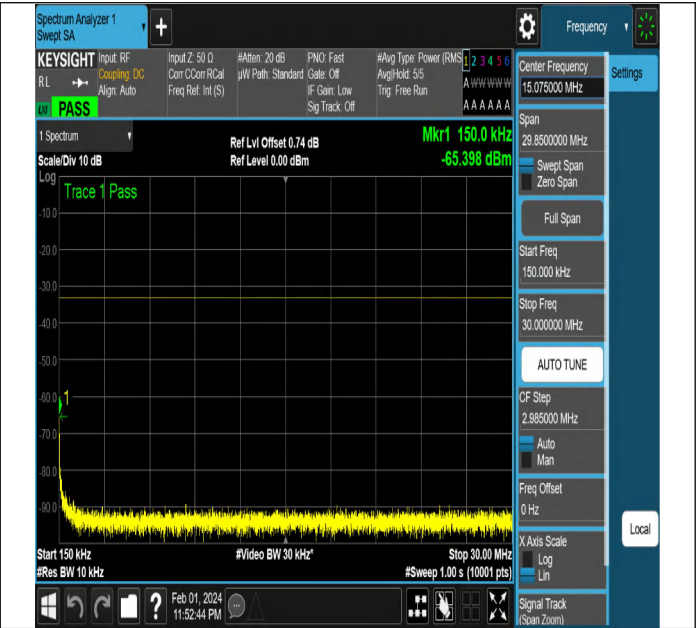 Spectrum Analyzer 1
Swept SA
+
Frequency
KEYSIGHT
RL
PASS
Input: RF
Coupling: DC
Align: Auto
Input Z: 50 Ω
Corr CCorr RCal
Freq Ref: Int (S)
#Atten: 20 dB
µW Path: Standard
PNO: Fast
Gate: Off
IF Gain: Low
Sig Track: Off
#Avg Type: Power (RMS
Avg|Hold: 5/5
Trig: Free Run
1 2 3 4 5 6
A W W W W W
A A A A A A
1 Spectrum
Scale/Div 10 dB
Ref Lvl Offset 0.74 dB
Ref Level 0.00 dBm
Mkr1 150.0 kHz
-65.398 dBm
Log
Trace 1 Pass
-10.0
-20.0
-30.0
-40.0
-50.0
-60.0
1
-70.0
-80.0
-90.0
Start 150 kHz
#Res BW 10 kHz
#Video BW 30 kHz*
Stop 30.00 MHz
#Sweep 1.00 s (10001 pts)
?
Feb 01, 2024
11:52:44 PM
Center Frequency
15.075000 MHz
Settings
Span
29.8500000 MHz
Swept Span
Zero Span
Full Span
Start Freq
150.000 kHz
Stop Freq
30.000000 MHz
AUTO TUNE
CF Step
2.985000 MHz
Auto
Man
Freq Offset
0 Hz
X Axis Scale
Log
Lin
Local
Signal Track
(Span Zoom)